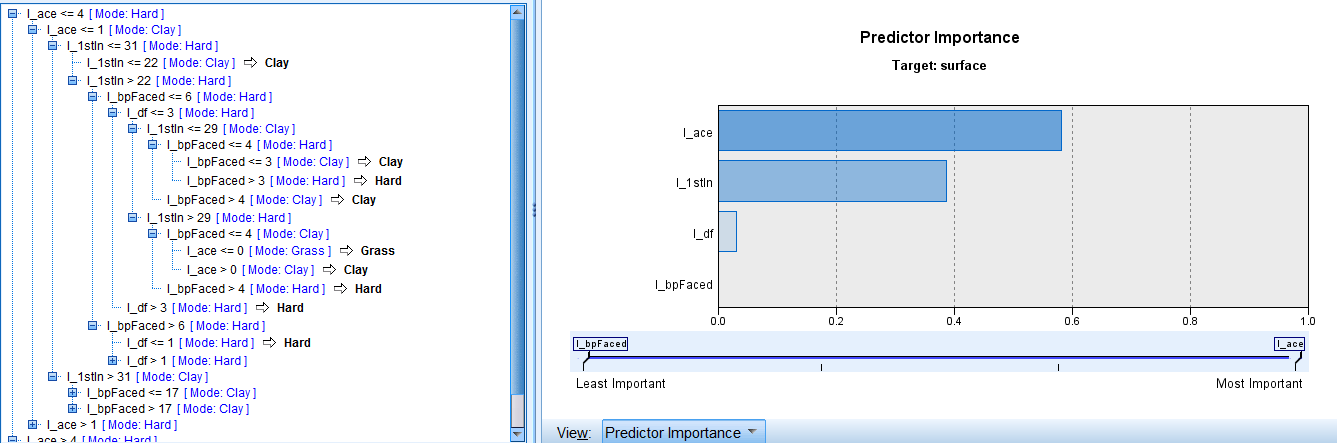 l_ace <= 4 [ Mode: Hard ]
l_ace <= 1 [ Mode: Clay ]
l_1stIn <= 31 [ Mode: Hard ]
l_1stIn <= 22 [ Mode: Clay ] ⇨ Clay
l_1stIn > 22 [ Mode: Hard ]
l_bpFaced <= 6 [ Mode: Hard ]
l_df <= 3 [ Mode: Hard ]
l_1stIn <= 29 [ Mode: Clay ]
l_bpFaced <= 4 [ Mode: Hard ]
l_bpFaced <= 3 [ Mode: Clay ] ⇨ Clay
l_bpFaced > 3 [ Mode: Hard ] ⇨ Hard
l_bpFaced > 4 [ Mode: Clay ] ⇨ Clay
l_1stIn > 29 [ Mode: Hard ]
l_bpFaced <= 4 [ Mode: Clay ]
l_ace <= 0 [ Mode: Grass ] ⇨ Grass
l_ace > 0 [ Mode: Clay ] ⇨ Clay
l_bpFaced > 4 [ Mode: Hard ] ⇨ Hard
l_df > 3 [ Mode: Hard ] ⇨ Hard
l_bpFaced > 6 [ Mode: Hard ]
l_df <= 1 [ Mode: Hard ] ⇨ Hard
l_df > 1 [ Mode: Hard ]
l_1stIn > 31 [ Mode: Clay ]
l_bpFaced <= 17 [ Mode: Clay ]
l_bpFaced > 17 [ Mode: Clay ]
l_ace > 1 [ Mode: Hard ]
l_ace > 4 [ Mode: Hard ]
Predictor Importance
Target: surface
l_ace
l_1stIn
l_df
l_bpFaced
0.0 0.2 0.4 0.6 0.8 1.0
l_bpFaced l_ace
Least Important Most Important
View: Predictor Importance